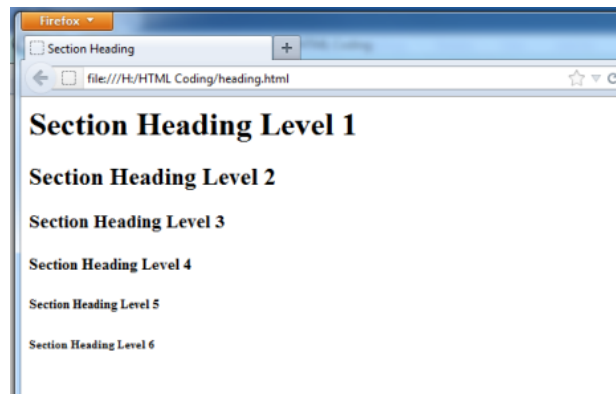 Firefox
Section Heading
file:///H:/HTML Coding/heading.html
Section Heading Level 1
Section Heading Level 2
Section Heading Level 3
Section Heading Level 4
Section Heading Level 5
Section Heading Level 6